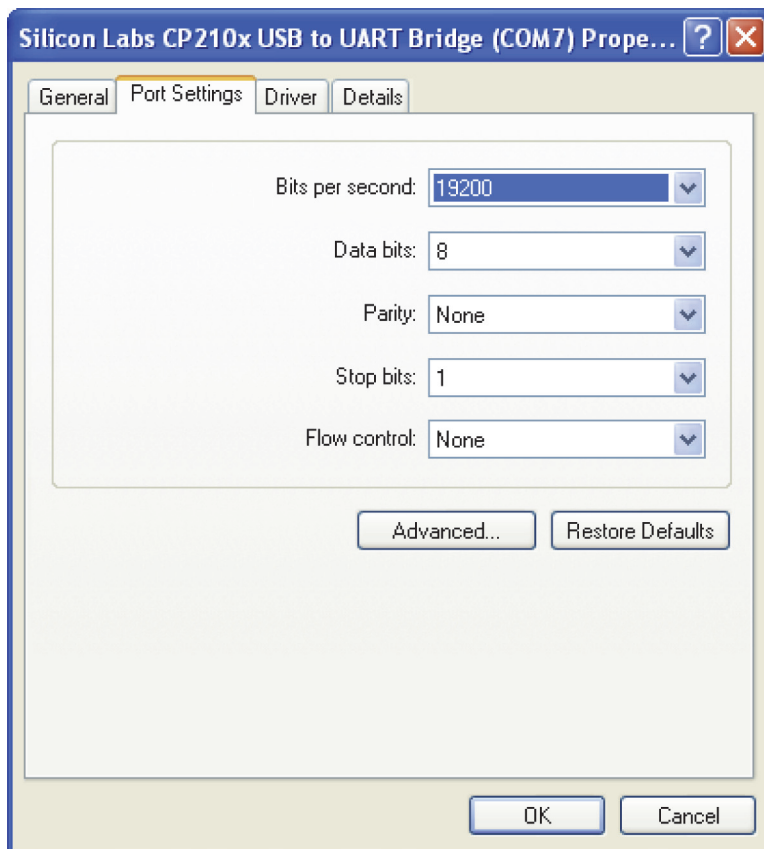 Silicon Labs CP210x USB to UART Bridge (COM7) Prope... ?
General Port Settings Driver Details
Bits per second: 19200
Data bits: 8
Parity: None
Stop bits: 1
Flow control: None
Advanced... Restore Defaults
OK Cancel